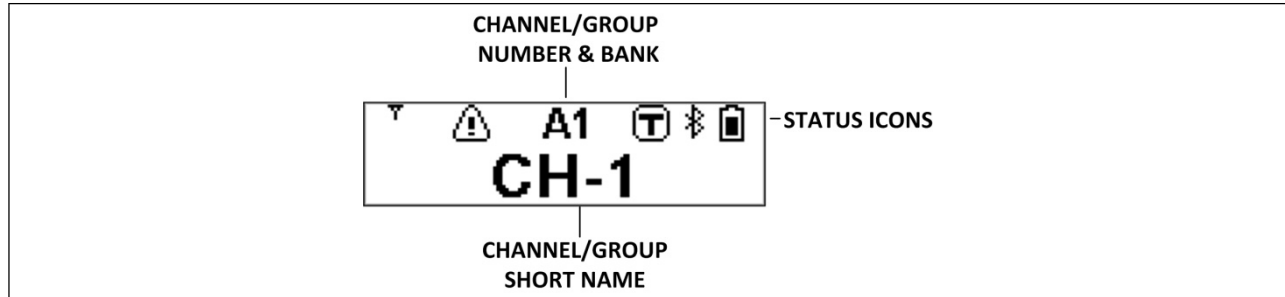 CHANNEL/GROUP
NUMBER & BANK
A1
T
STATUS ICONS
CH-1
CHANNEL/GROUP
SHORT NAME